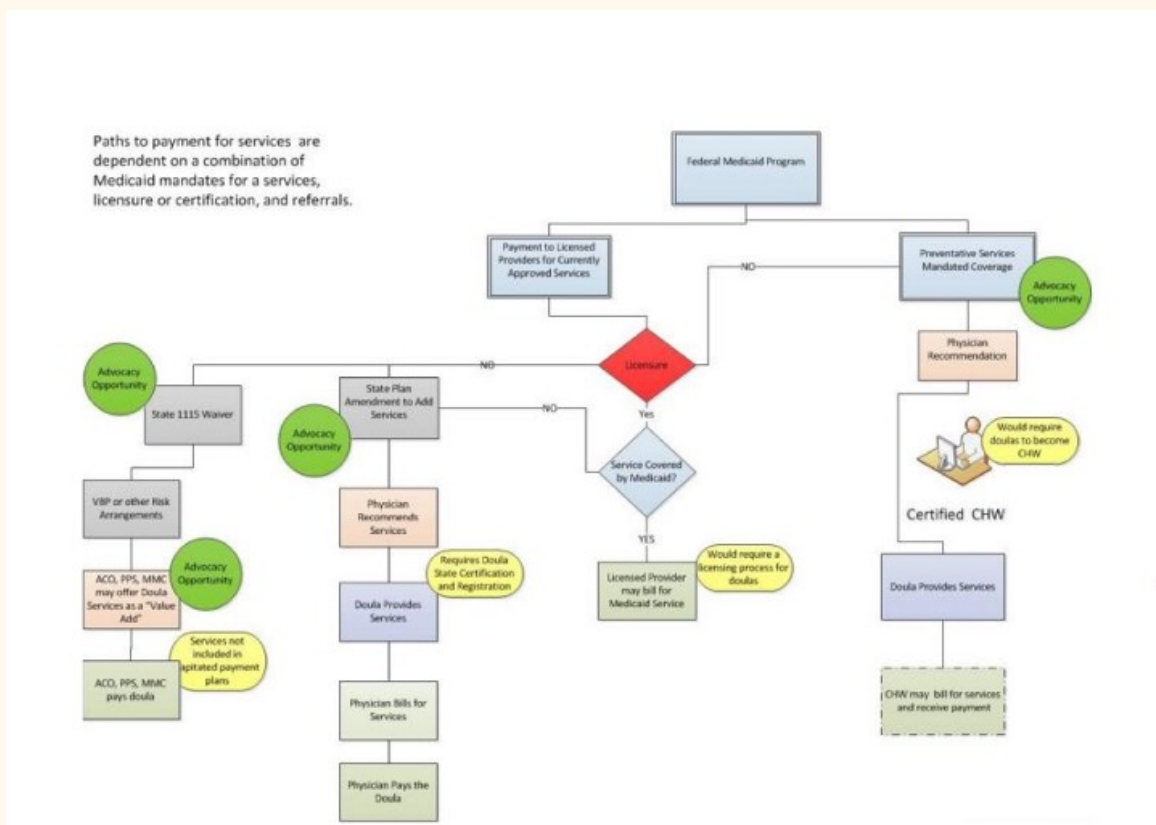 Paths to payment for services are
dependent on a combination of
Medicaid mandates for a services,
licensure or certification, and referrals.
Federal Medicaid Program
Payment to Licensed
Providers for Currently
Approved Services
NO
Preventative Services
Mandated Coverage
Advocacy
Opportunity
Licensure
Physician
Recommendation
NO
Advocacy
Opportunity
State 1115 Waiver
State Plan
Amendment to Add
Services
NO
Yes
Advocacy
Opportunity
Service Covered
by Medicaid?
Would require
doulas to become
CHW
VBP or other Risk
Arrangements
Physician
Recommends
Services
Certified CHW
YES
Advocacy
Opportunity
ACO, PPS, MMC
may offer Doula
Services as a "Value
Add"
Requires Doula
State Certification
and Registration
Doula Provides
Services
Would require a
licensing process for
doulas
Licensed Provider
may bill for
Medicaid Service
Doula Provides Services
Services not
included in
apitated payment
plans
ACO, PPS, MMC
pays doula
Physician Bills for
Services
CHW may bill for services
and receive payment
Physician Pays the
Doula